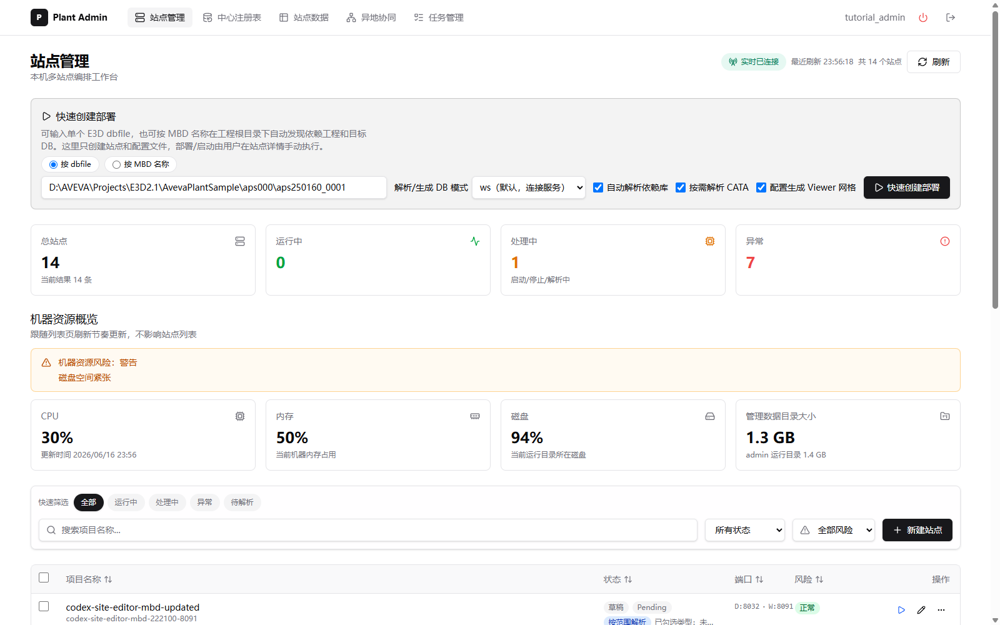 P Plant Admin 站点管理 中心注册表 站点数据 异地协同 任务管理 tutorial_admin
站点管理
本机多站点编排工作台
实时已连接 最近刷新 23:56:18 共 14 个站点 刷新
快速创建部署
可输入单个 E3D dbfile，也可按 MBD 名称在工程根目录下自动发现依赖工程和目标
DB。这里只创建站点和配置文件，部署/启动由用户在站点详情手动执行。
按 dbfile 按 MBD 名称
D:\AVEVA\Projects\E3D2.1\AvevaPlantSample\aps000\aps250160_0001 解析/生成 DB 模式 ws（默认，连接服务） 自动解析依赖库 按需解析 CATA 配置生成 Viewer 网格 快速创建部署
总站点 运行中 处理中 异常
14 0 1 7
当前结果 14 条 启动/停止/解析中
机器资源概览
跟随列表页刷新节奏更新，不影响站点列表
机器资源风险：警告
磁盘空间紧张
CPU 内存 磁盘 管理数据目录大小
30% 50% 94% 1.3 GB
更新时间 2026/06/16 23:56 当前机器内存占用 当前运行目录所在磁盘 admin 运行目录 1.4 GB
快速筛选 全部 运行中 处理中 异常 待解析
搜索项目名称... 所有状态 全部风险 新建站点
项目名称 状态 端口 风险 操作
codex-site-editor-mbd-updated 草稿 Pending D:8032 · W:8091 正常
codex-site-editor-mbd-222100-8091 按范围解析 已勾选类型：未...